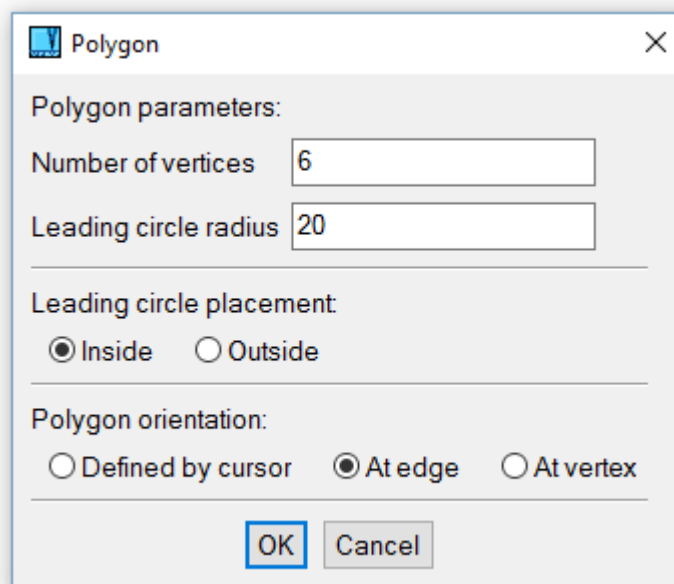 Polygon
Polygon parameters:
Number of vertices 6
Leading circle radius 20
Leading circle placement:
Inside Outside
Polygon orientation:
Defined by cursor At edge At vertex
OK Cancel